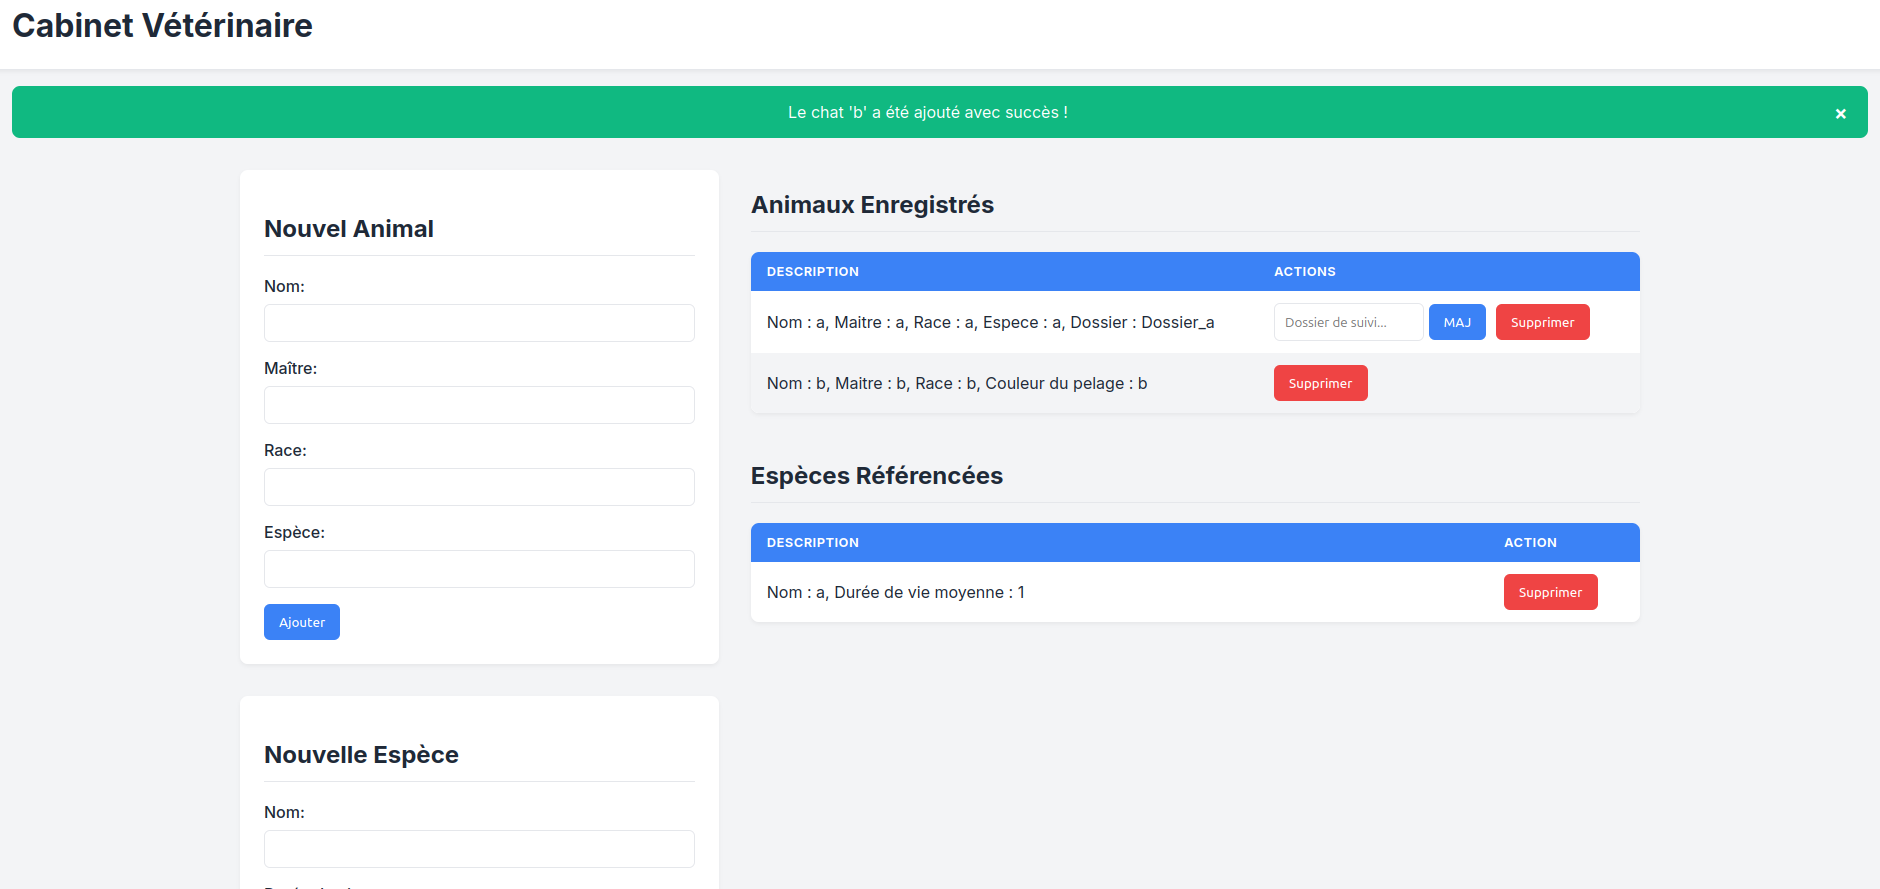 Cabinet Vétérinaire
Le chat 'b' a été ajouté avec succès !
×
Nouvel Animal
Nom:
Maître:
Race:
Espèce:
Ajouter
Nouvelle Espèce
Nom:
Animaux Enregistrés
DESCRIPTION ACTIONS
Nom : a, Maitre : a, Race : a, Espece : a, Dossier : Dossier_a Dossier de suivi... MAJ Supprimer
Nom : b, Maitre : b, Race : b, Couleur du pelage : b Supprimer
Espèces Référencées
DESCRIPTION ACTION
Nom : a, Durée de vie moyenne : 1 Supprimer